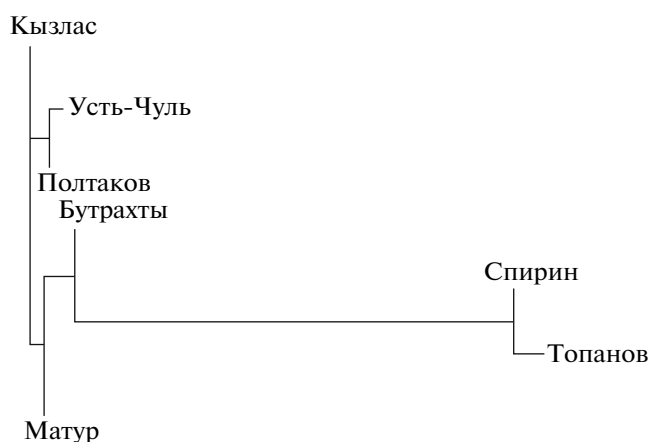 Кызлас
Усть-Чуль
Полтаков
Бутрахты
Спирин
Топанов
Матур